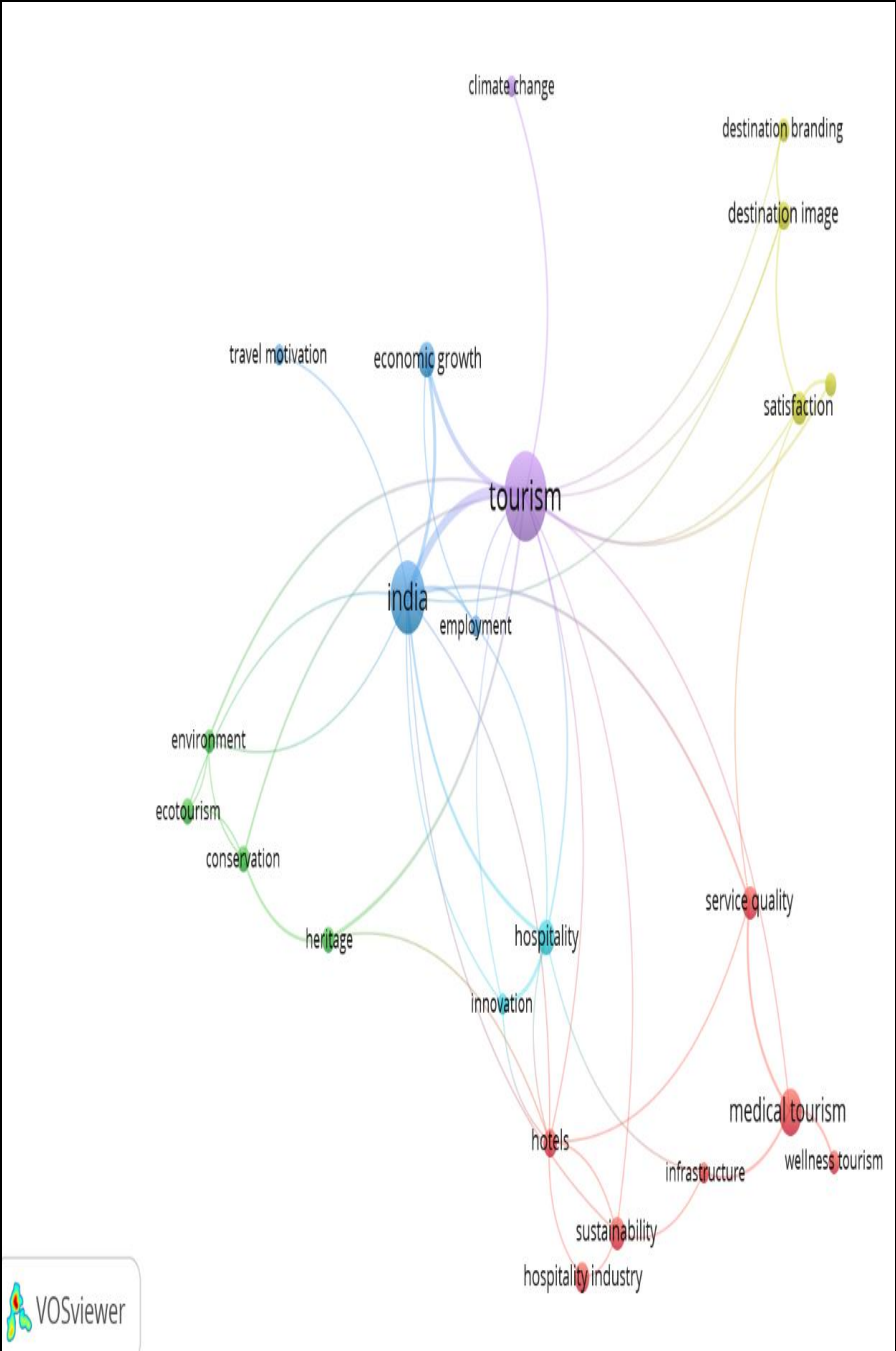 climate change
destination branding
destination image
travel motivation
economic growth
satisfaction
tourism
india
employment
environment
ecotourism
conservation
service quality
heritage
hospitality
innovation
medical tourism
hotels
wellness tourism
infrastructure
sustainability
hospitality industry
VOSviewer